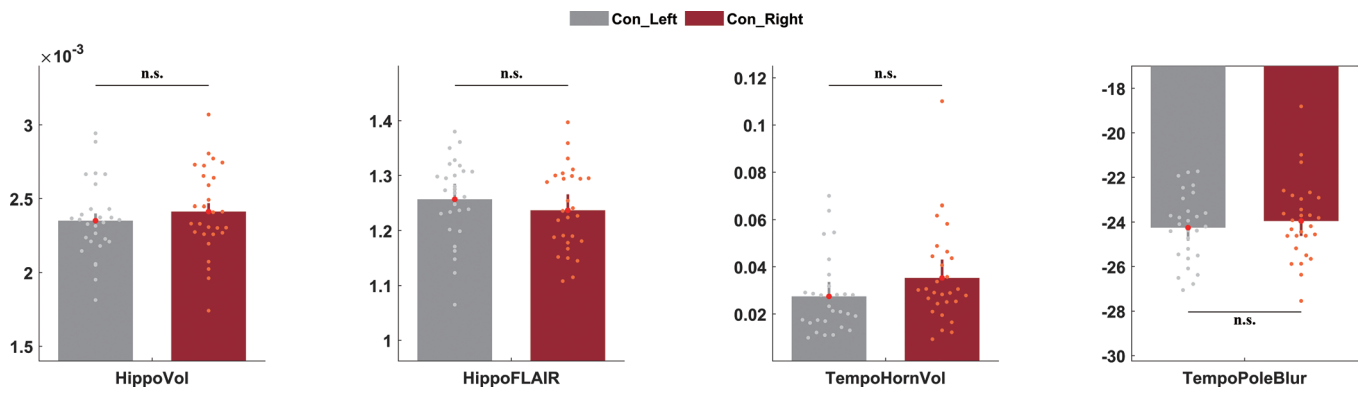 Con_Left Con_Right
×10⁻³
n.s.
3
2.5
2
1.5
HippoVol
n.s.
1.4
1.3
1.2
1.1
1
HippoFLAIR
n.s.
0.12
0.1
0.08
0.06
0.04
0.02
TempoHornVol
-18
-20
-22
-24
-26
-28
-30
n.s.
TempoPoleBlur